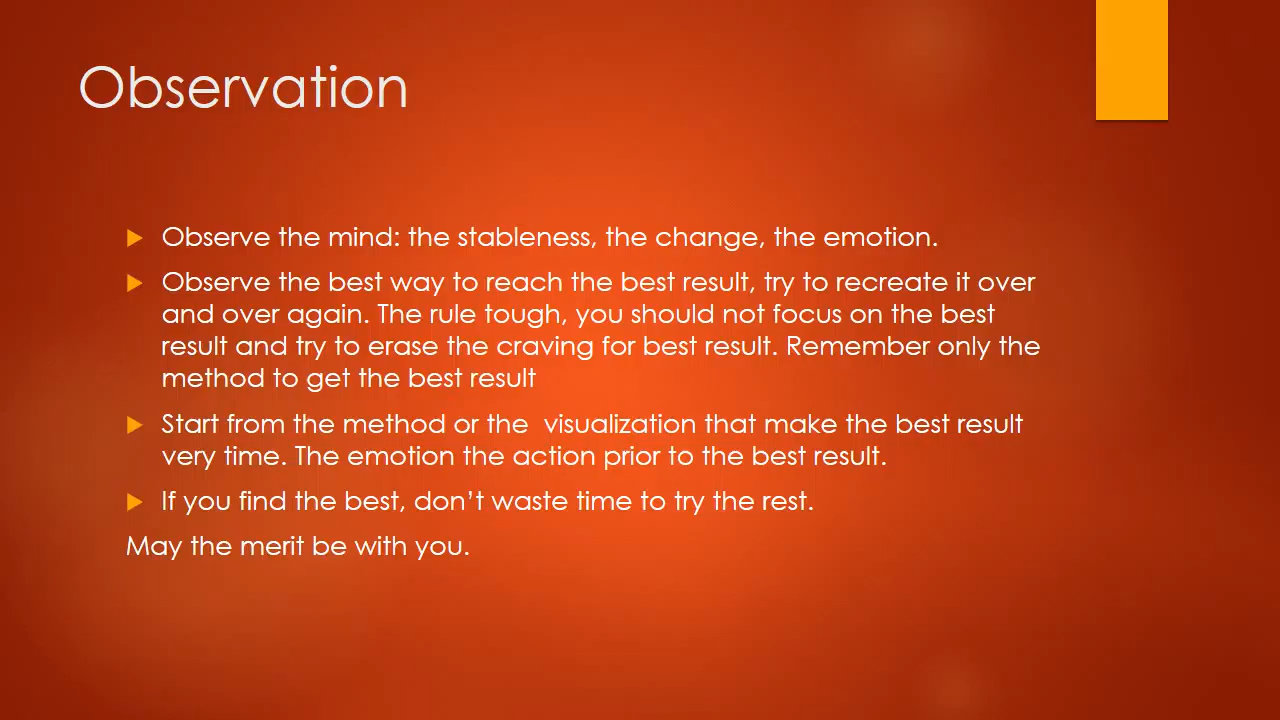 Observation
Observe the mind: the stableness, the change, the emotion.
Observe the best way to reach the best result, try to recreate it over
and over again. The rule tough, you should not focus on the best
result and try to erase the craving for best result. Remember only the
method to get the best result
Start from the method or the  visualization that make the best result
very time. The emotion the action prior to the best result.
If you find the best, don’t waste time to try the rest.
May the merit be with you.